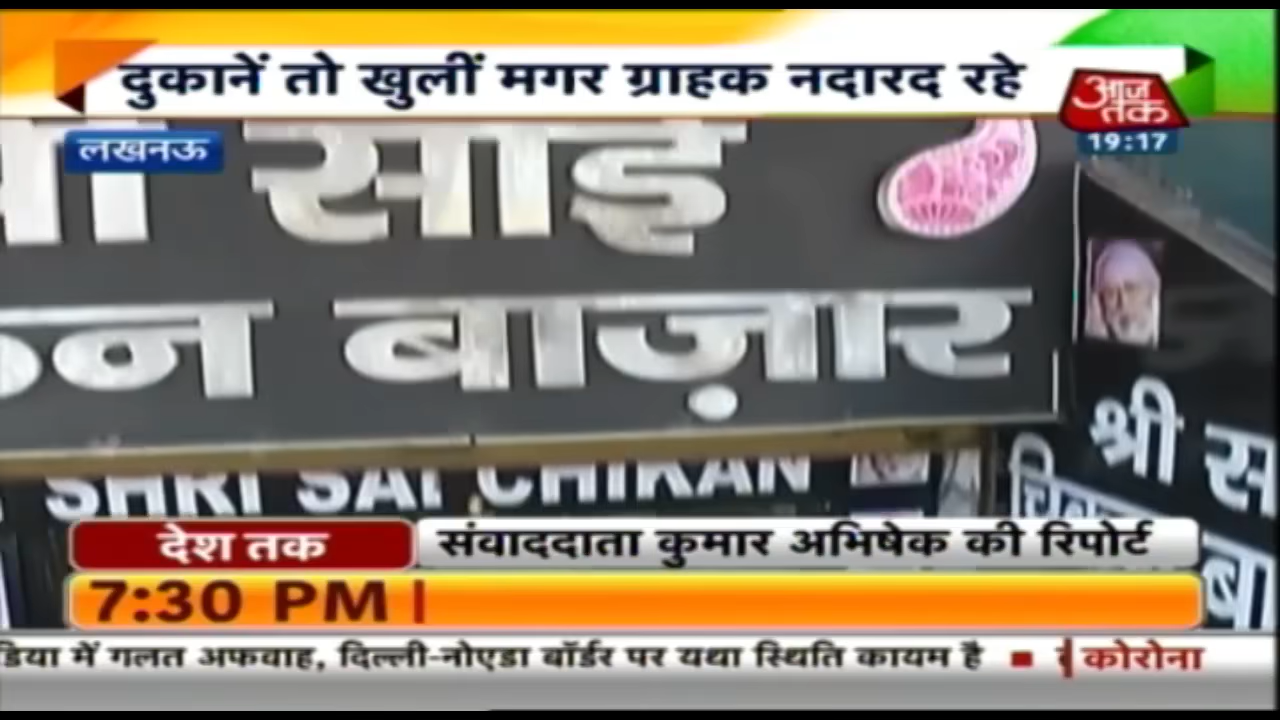 दुकानें तो खुलीं मगर ग्राहक नदारद रहे
आज तक
19:17
लखनऊ
साईं
बाज़ार
श्री
SHRI SAI CHIKAN
देश तक
संवाददाता कुमार अभिषेक की रिपोर्ट
7:30 PM
में गलत अफवाह, दिल्ली-नोएडा बॉर्डर पर यथा स्थिति कायम है
कोरोना